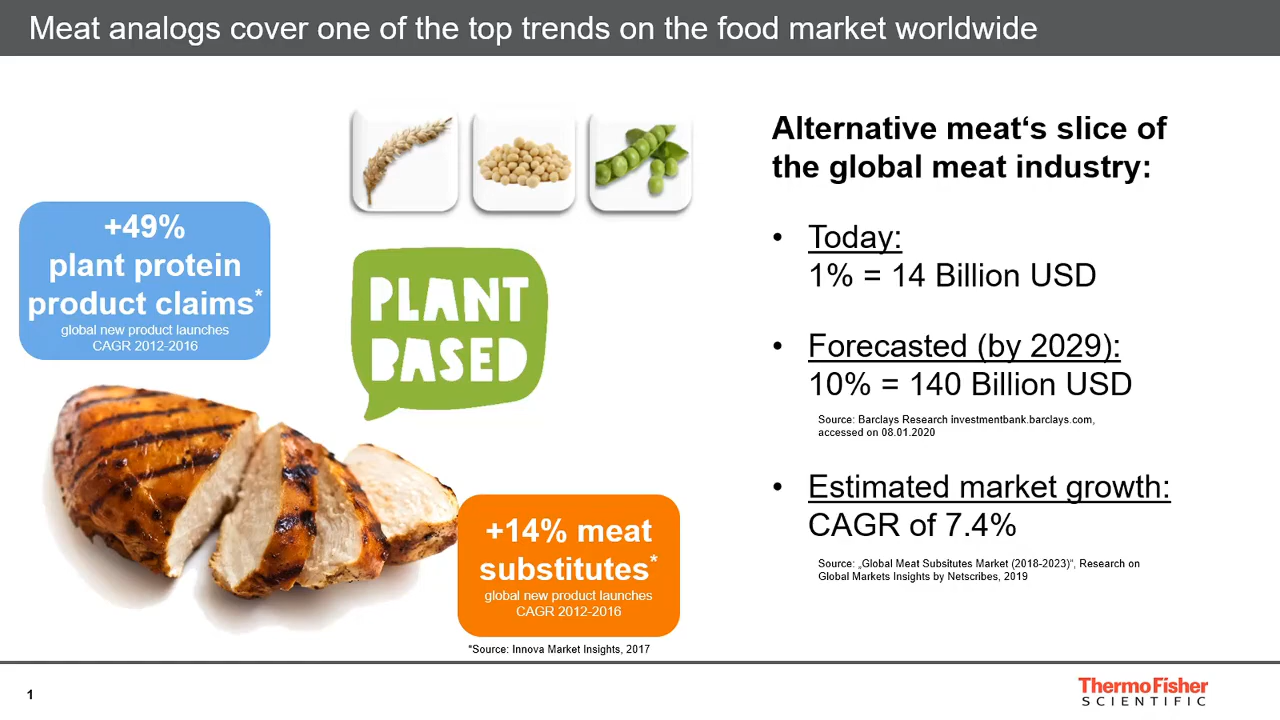 Meat analogs cover one of the top trends on the food market worldwide
+49%
plant protein
product claims*
global new product launches
CAGR 2012-2016
PLANT
BASED
+14% meat
substitutes*
global new product launches
CAGR 2012-2016
*Source: Innova Market Insights, 2017
Alternative meat‘s slice of
the global meat industry:
• Today:
1% = 14 Billion USD
• Forecasted (by 2029):
10% = 140 Billion USD
Source: Barclays Research investmentbank.barclays.com,
accessed on 08.01.2020
• Estimated market growth:
CAGR of 7.4%
Source: „Global Meat Subsitutes Market (2018-2023)“, Research on
Global Markets Insights by Netscribes, 2019
1
ThermoFisher
SCIENTIFIC